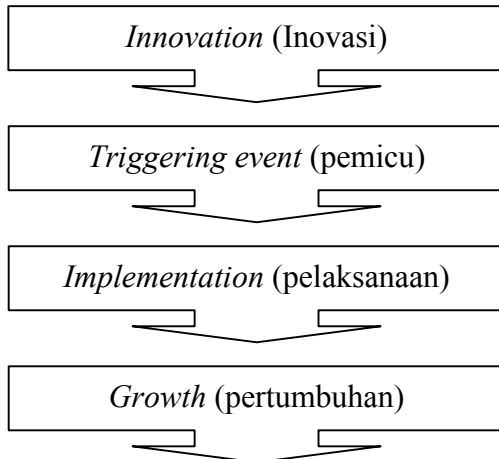 Innovation (Inovasi)
Triggering event (pemicu)
Implementation (pelaksanaan)
Growth (pertumbuhan)